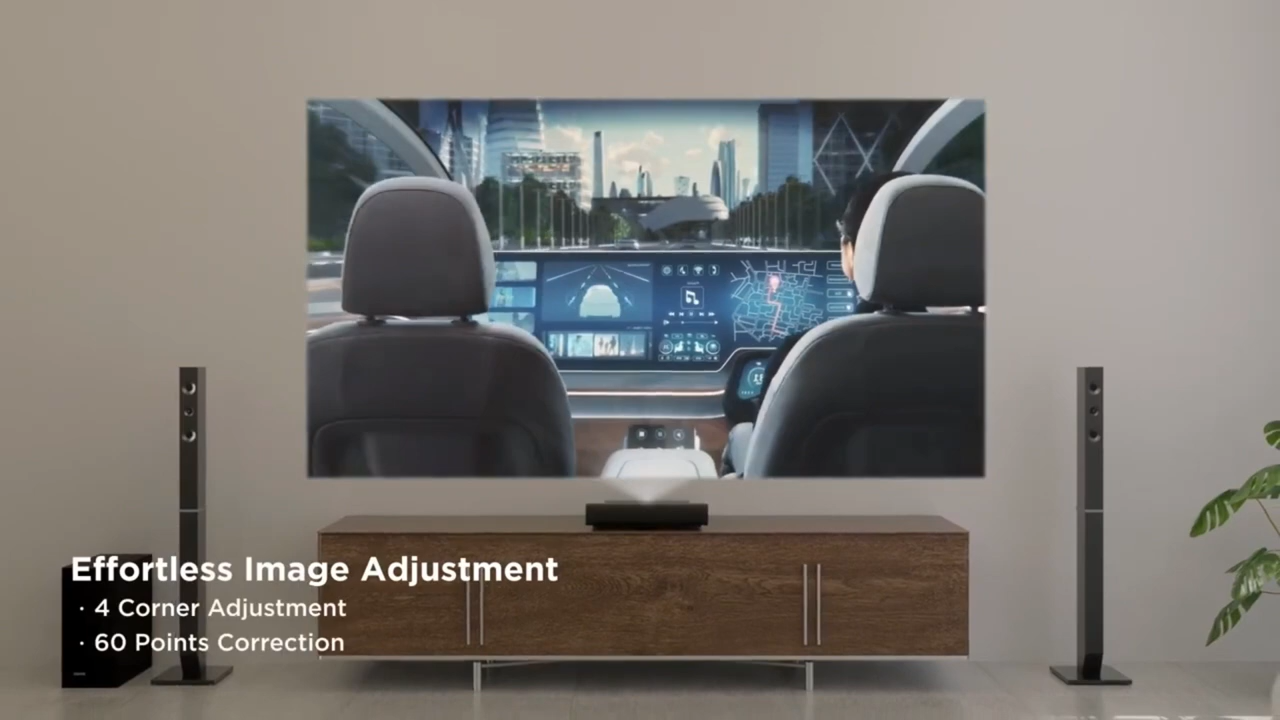 Effortless Image Adjustment
· 4 Corner Adjustment
· 60 Points Correction